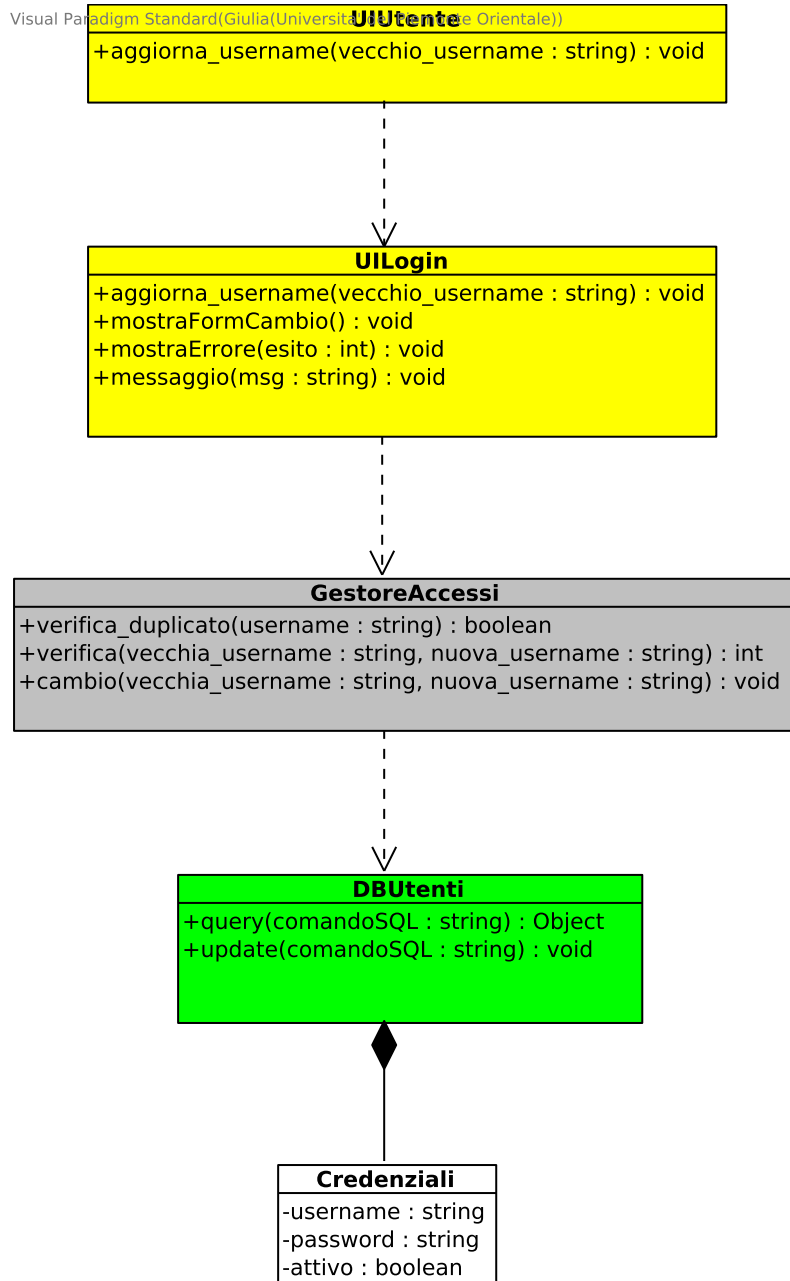 Visual Paradigm Standard(Giulia(Universita' del Piemonte Orientale))
UIUtente
+aggiorna_username(vecchio_username : string) : void
UILogin
+aggiorna_username(vecchio_username : string) : void
+mostraFormCambio() : void
+mostraErrore(esito : int) : void
+messaggio(msg : string) : void
GestoreAccessi
+verifica_duplicato(username : string) : boolean
+verifica(vecchia_username : string, nuova_username : string) : int
+cambio(vecchia_username : string, nuova_username : string) : void
DBUtenti
+query(comandoSQL : string) : Object
+update(comandoSQL : string) : void
Credenziali
-username : string
-password : string
-attivo : boolean